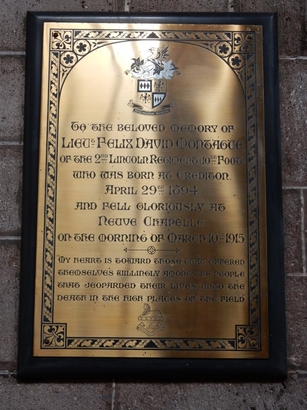 TO THE BELOVED MEMORY OF
LIEUT. FELIX DAVID MONTAGUE
OF THE 2ND LINCOLN REGIMENT 10TH FOOT
WHO WAS BORN AT CREDITON
APRIL 29TH 1894
AND FELL GLORIOUSLY AT
NEUVE CHAPELLE
ON THE MORNING OF MARCH 10TH 1915
MY HEART IS TOWARD THOSE THAT OFFERED
THEMSELVES WILLINGLY AMONG THE PEOPLE
THAT JEOPARDED THEIR LIVES UNTO THE
DEATH IN THE HIGH PLACES OF THE FIELD